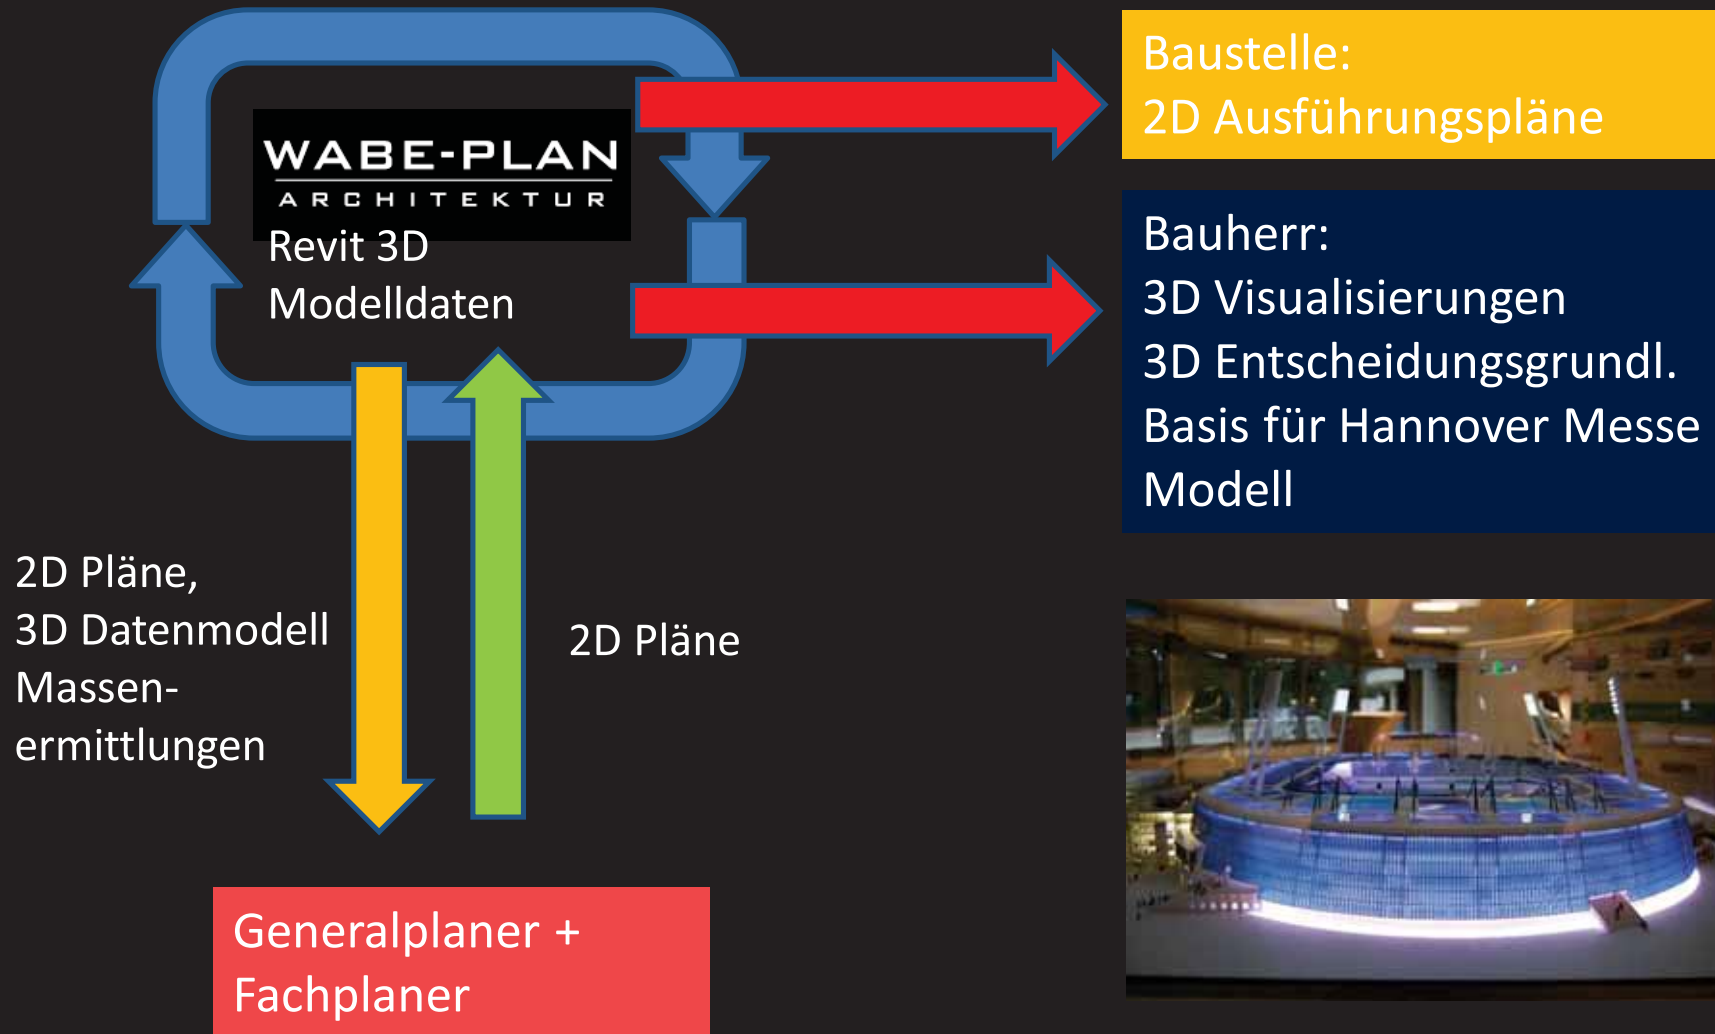 WABE-PLAN
ARCHITEKTUR
Revit 3D
Modelldaten
Baustelle:
2D Ausführungspläne
Bauherr:
3D Visualisierungen
3D Entscheidungsgrundl.
Basis für Hannover Messe
Modell
2D Pläne,
3D Datenmodell
Massen-
ermittlungen
2D Pläne
Generalplaner +
Fachplaner